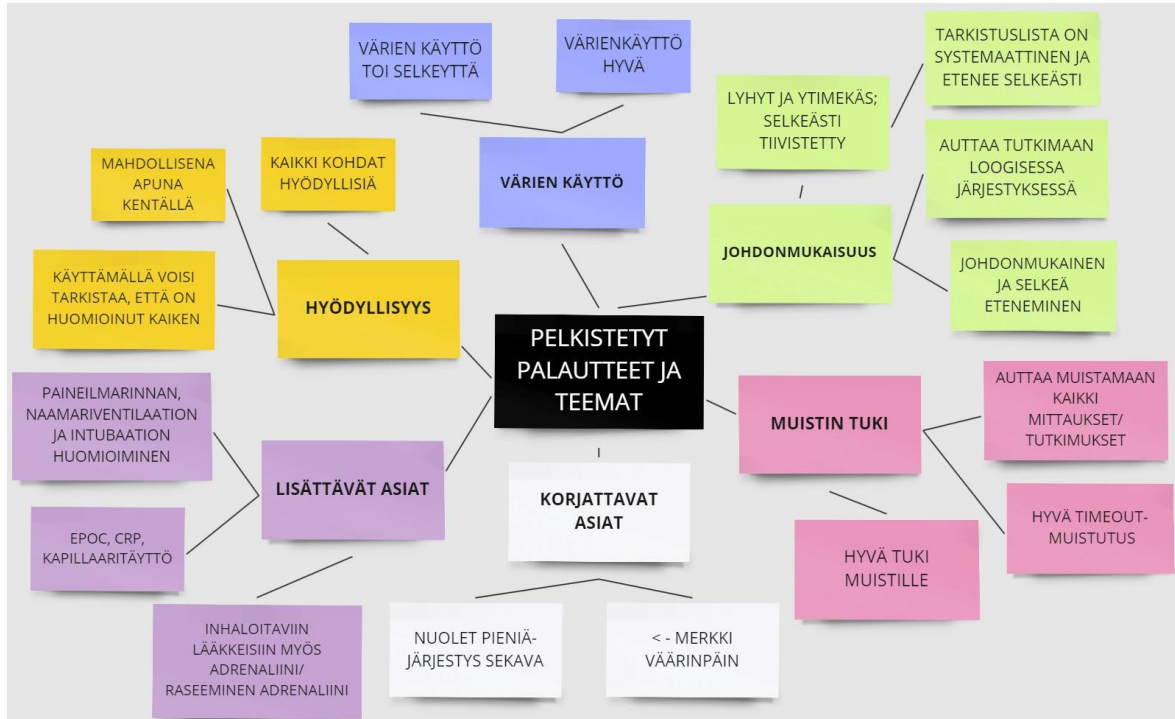 VÄRIEN KÄYTTÖ
TOI SELKEYTTÄ
VÄRIENKÄYTTÖ
HYVÄ
VÄRIEN KÄYTTÖ
TARKISTUSLISTA ON
SYSTEMAATTINEN JA
ETENEE SELKEÄSTI
LYHYT JA YTIMEKÄS;
SELKEÄSTI
TIIVISTETTY
AUTTAA TUTKIMAAN
LOOGISESSA
JÄRJESTYKSESSÄ
JOHDONMUKAISUUS
JOHDONMUKAINEN
JA SELKEÄ
ETENEMINEN
MAHDOLLISENA
APUNA
KENTÄLLÄ
KAIKKI KOHDAT
HYÖDYLLISIÄ
KÄYTTÄMÄLLÄ VOISI
TARKISTAA, ETTÄ ON
HUOMIOINUT KAIKEN
HYÖDYLLISYYS
PELKISTETYT
PALAUTTEET JA
TEEMAT
PAINEILMARINNAN,
NAAMARIVENTILAATION
JA INTUBAATION
HUOMIOIMINEN
LISÄTTÄVÄT ASIAT
EPOC, CRP,
KAPILLAARITÄYTTÖ
INHALOITAVIIN
LÄÄKKEISIIN MYÖS
ADRENALIINI/
RASEEMINEN ADRENALIINI
KORJATTAVAT
ASIAT
NUOLET PIENIÄ-
JÄRJESTYS SEKAVA
< - MERKKI
VÄÄRINPÄIN
MUISTIN TUKI
AUTTAA MUISTAMAAN
KAIKKI
MITTAUKSET/
TUTKIMUKSET
HYVÄ TIMEOUT-
MUISTUTUS
HYVÄ TUKI
MUISTILLE